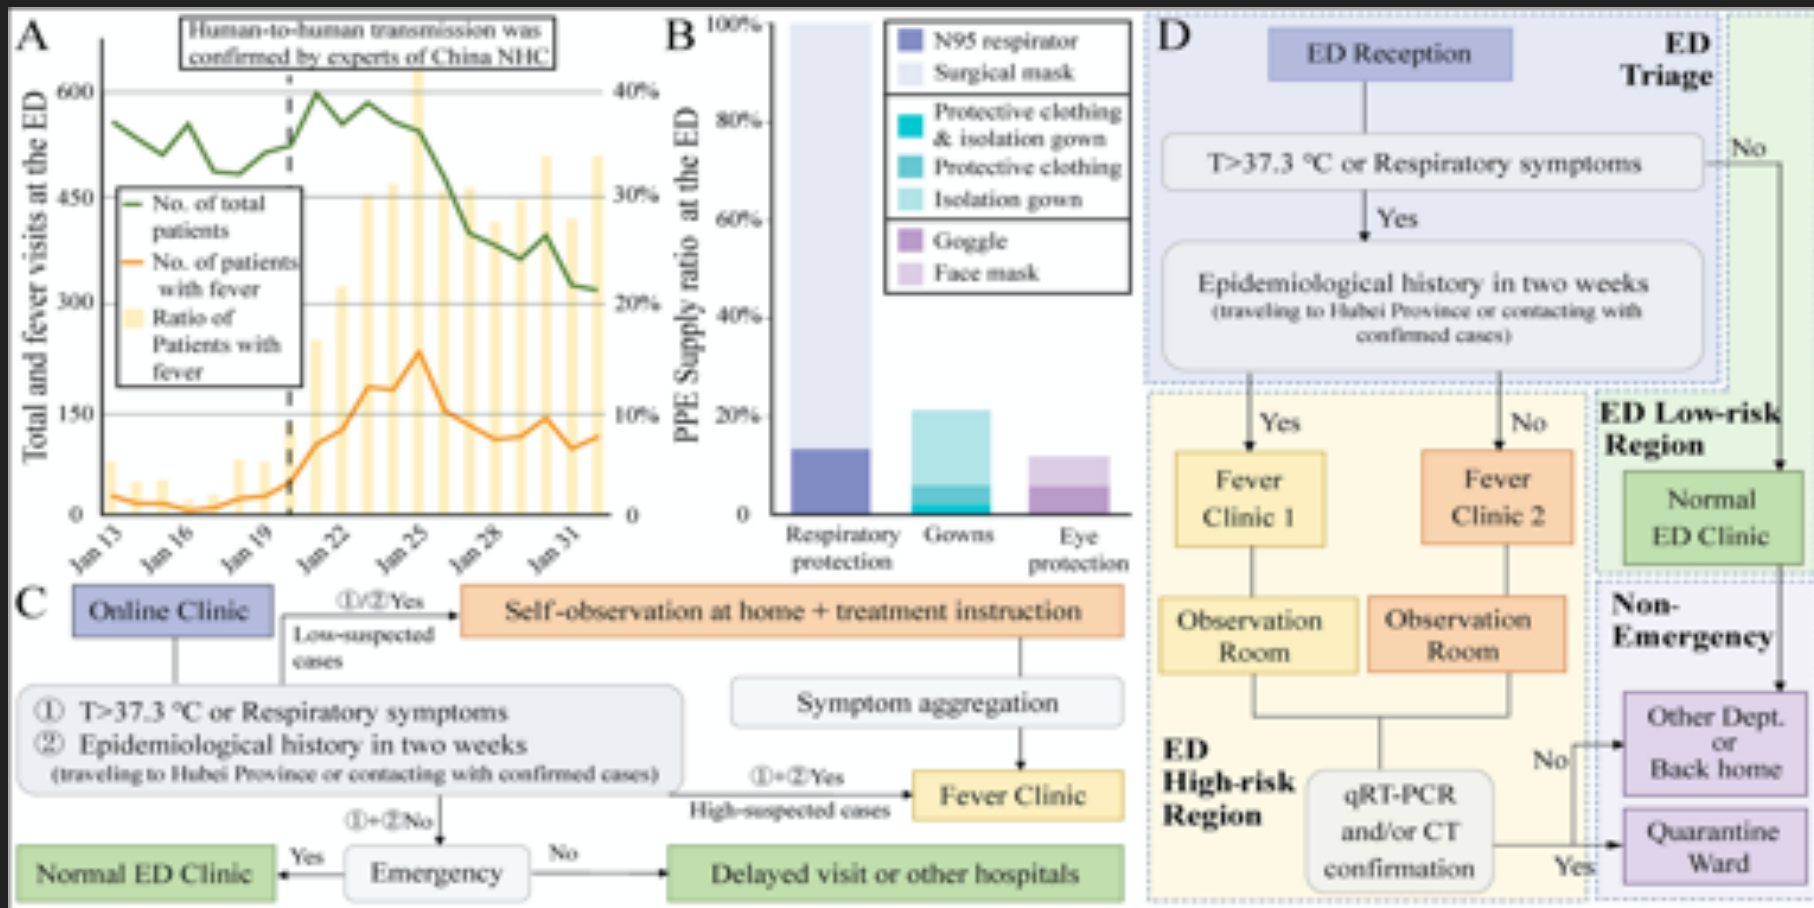 A
Human-to-human transmission was
confirmed by experts of China NHC
Total and fever visits at the ED
600
450
300
150
0
40%
30%
20%
10%
0
No. of total
patients
No. of patients
with fever
Ratio of
Patients with
fever
Jan 13
Jan 16
Jan 19
Jan 22
Jan 25
Jan 28
Jan 31
B
PPE Supply ratio at the ED
100%
80%
60%
40%
20%
0
N95 respirator
Surgical mask
Protective clothing
& isolation gown
Protective clothing
Isolation gown
Goggle
Face mask
Respiratory
protection
Gowns
Eye
protection
C
Online Clinic
①/②Yes
Low-suspected
cases
Self-observation at home + treatment instruction
① T>37.3 ℃ or Respiratory symptoms
② Epidemiological history in two weeks
(traveling to Hubei Province or contacting with confirmed cases)
Symptom aggregation
①+②Yes
High-suspected cases
Fever Clinic
①+②No
Normal ED Clinic
Yes
Emergency
No
Delayed visit or other hospitals
D
ED Reception
ED
Triage
T>37.3 ℃ or Respiratory symptoms
No
Yes
Epidemiological history in two weeks
(traveling to Hubei Province or contacting with
confirmed cases)
Yes
No
ED Low-risk
Region
Fever
Clinic 1
Fever
Clinic 2
Normal
ED Clinic
Observation
Room
Observation
Room
Non-
Emergency
ED
High-risk
Region
qRT-PCR
and/or CT
confirmation
No
Yes
Other Dept.
or
Back home
Quarantine
Ward